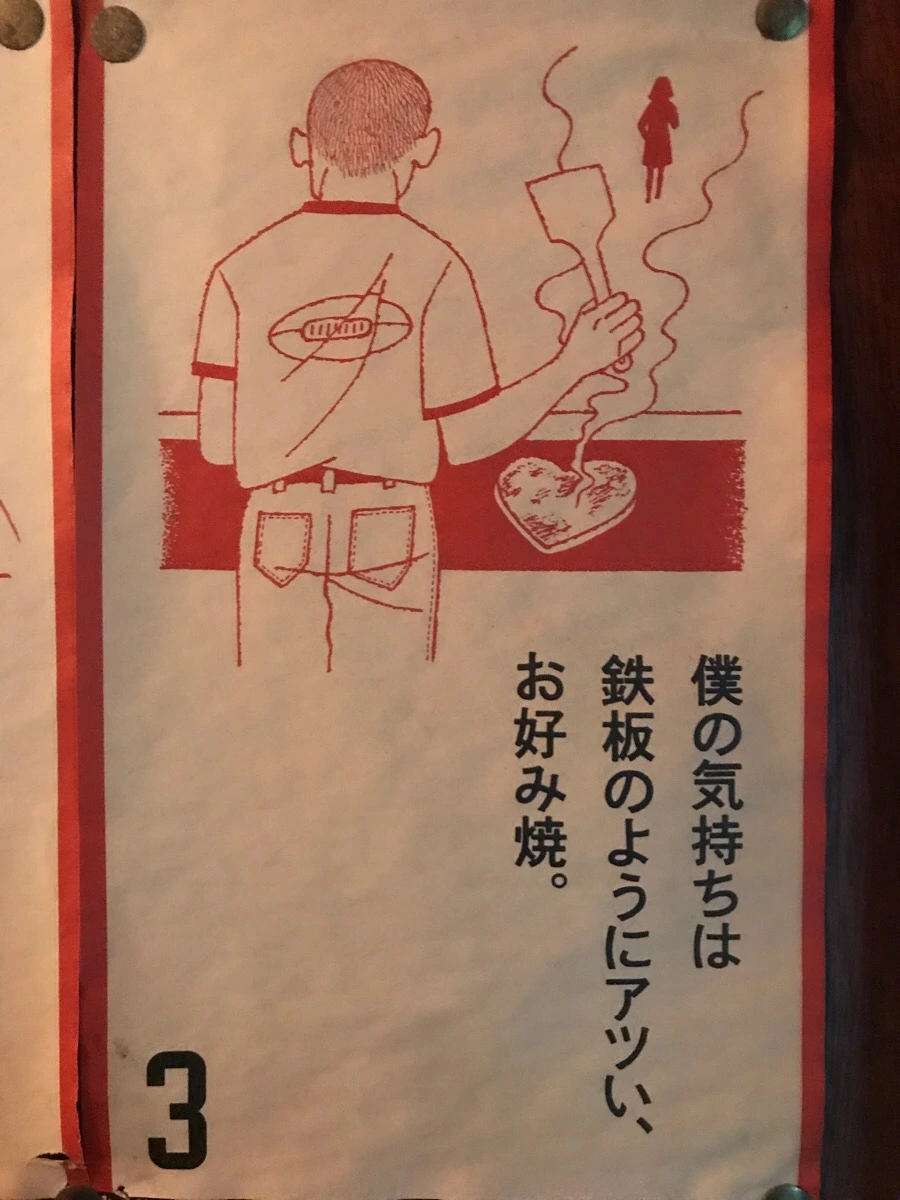 僕の気持ちは
鉄板のようにアツい、
お好み焼。
3